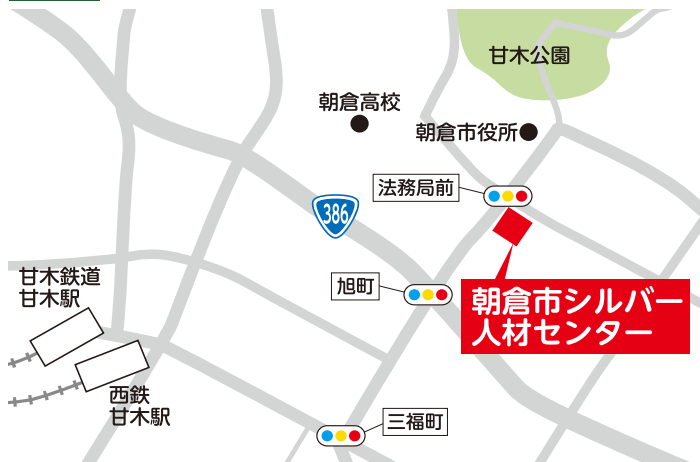 甘木公園
朝倉高校
朝倉市役所
法務局前
386
甘木鉄道
甘木駅
旭町
朝倉市シルバー
人材センター
西鉄
甘木駅
三福町